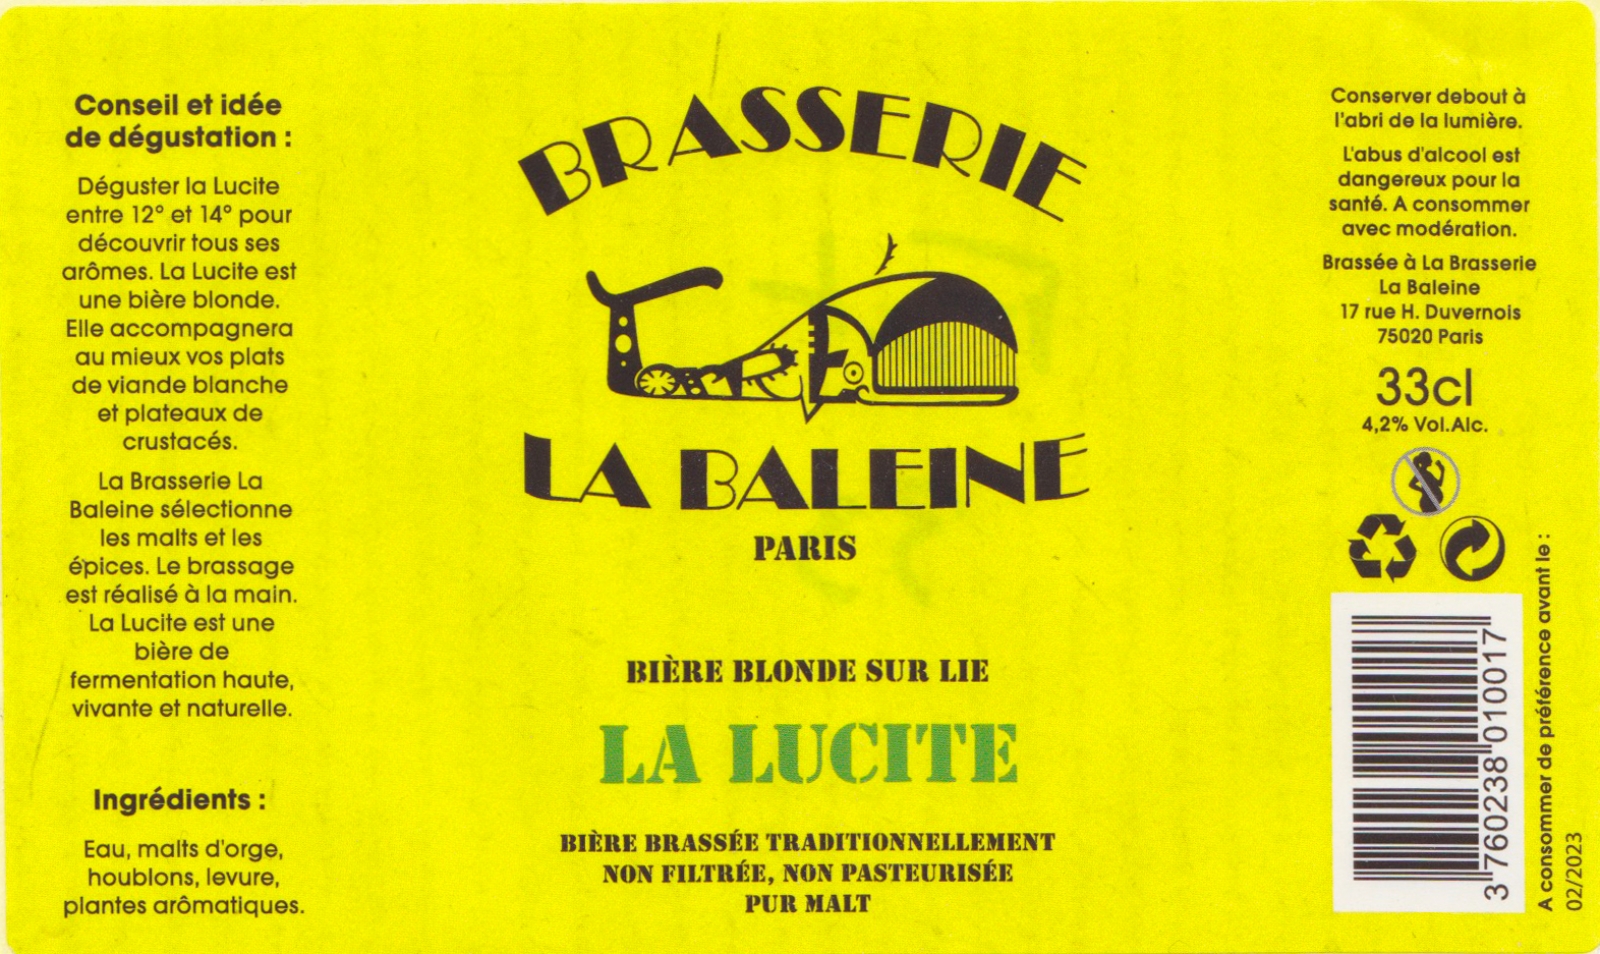 Conseil et idée
de dégustation :
Déguster la Lucite
entre 12° et 14° pour
découvrir tous ses
arômes. La Lucite est
une bière blonde.
Elle accompagnera
au mieux vos plats
de viande blanche
et plateaux de
crustacés.
La Brasserie La
Baleine sélectionne
les malts et les
épices. Le brassage
est réalisé à la main.
La Lucite est une
bière de
fermentation haute,
vivante et naturelle.
Ingrédients :
Eau, malts d'orge,
houblons, levure,
plantes arômatiques.
BRASSERIE
LA BALEINE
PARIS
BIÈRE BLONDE SUR LIE
LA LUCITE
BIÈRE BRASSÉE TRADITIONNELLEMENT
NON FILTRÉE, NON PASTEURISÉE
PUR MALT
Conserver debout à
l'abri de la lumière.
L'abus d'alcool est
dangereux pour la
santé. A consommer
avec modération.
Brassée à La Brasserie
La Baleine
17 rue H. Duvernois
75020 Paris
33cl
4,2% Vol.Alc.
3 760238 010017
A consommer de préférence avant le :
02/2023